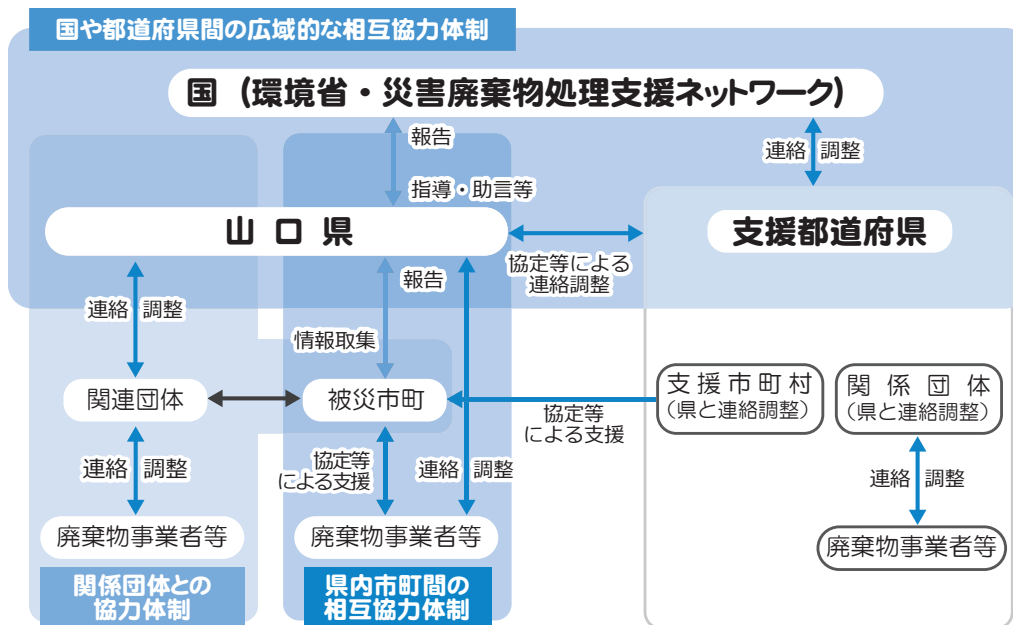 国や都道府県間の広域的な相互協力体制
国（環境省・災害廃棄物処理支援ネットワーク）
報告
指導・助言等
連絡 調整
山口県
支援都道府県
協定等による
連絡調整
報告
情報取集
連絡 調整
関連団体
被災市町
支援市町村
（県と連絡調整）
関係団体
（県と連絡調整）
協定等
による支援
連絡 調整
協定等
による支援
連絡 調整
連絡 調整
廃棄物事業者等
廃棄物事業者等
廃棄物事業者等
関係団体との
協力体制
県内市町間の
相互協力体制